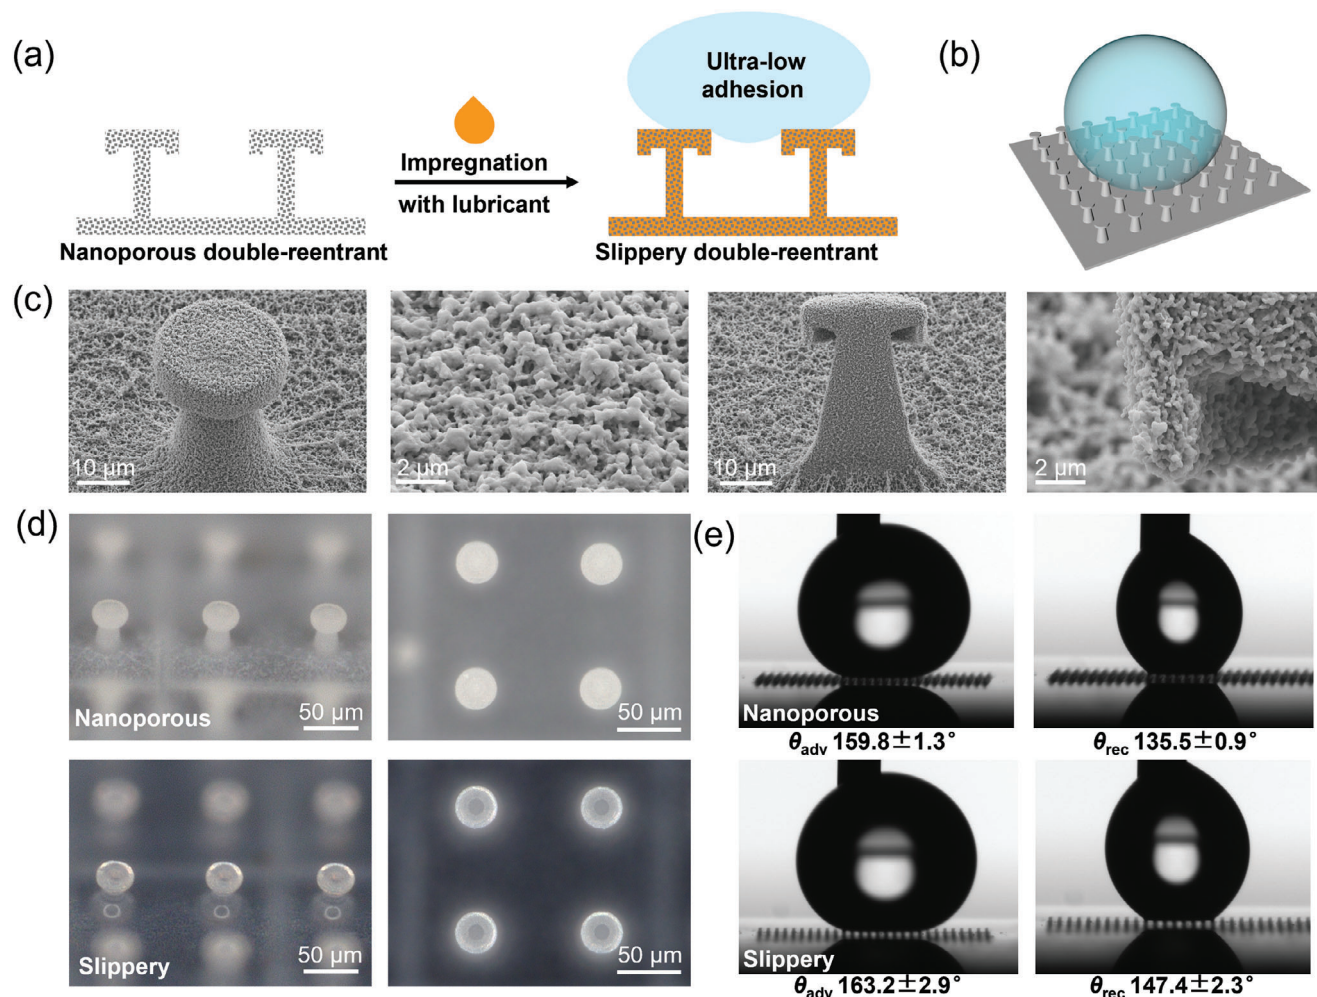 (a)
Ultra-low
adhesion
Impregnation
with lubricant
Nanoporous double-reentrant
Slippery double-reentrant
(b)
(c)
10 µm
2 µm
10 µm
2 µm
(d)
Nanoporous
50 µm
50 µm
Slippery
50 µm
50 µm
(e)
Nanoporous
θadv 159.8±1.3°
θrec 135.5±0.9°
Slippery
θadv 163.2±2.9°
θrec 147.4±2.3°